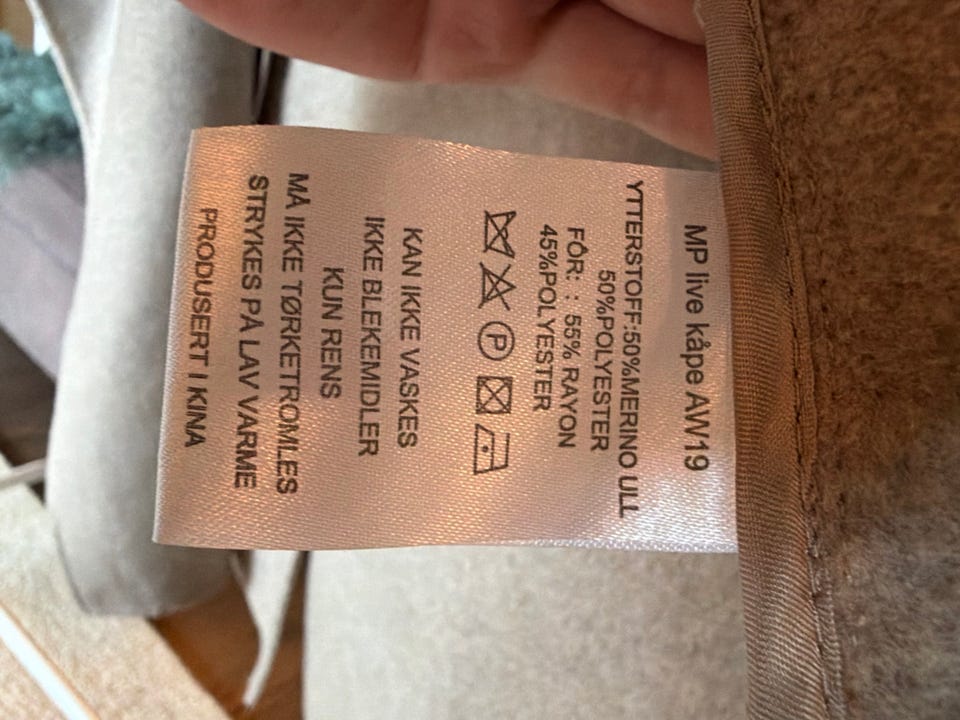 MP live kåpe AW19
YTTERSTOFF:50%MERINO ULL
50%POLYESTER
FÔR: : 55% RAYON
45%POLYESTER
P
KAN IKKE VASKES
IKKE BLEKEMIDLER
KUN RENS
MÅ IKKE TØRKETROMLES
STRYKES PÅ LAV VARME
PRODUSERT I KINA